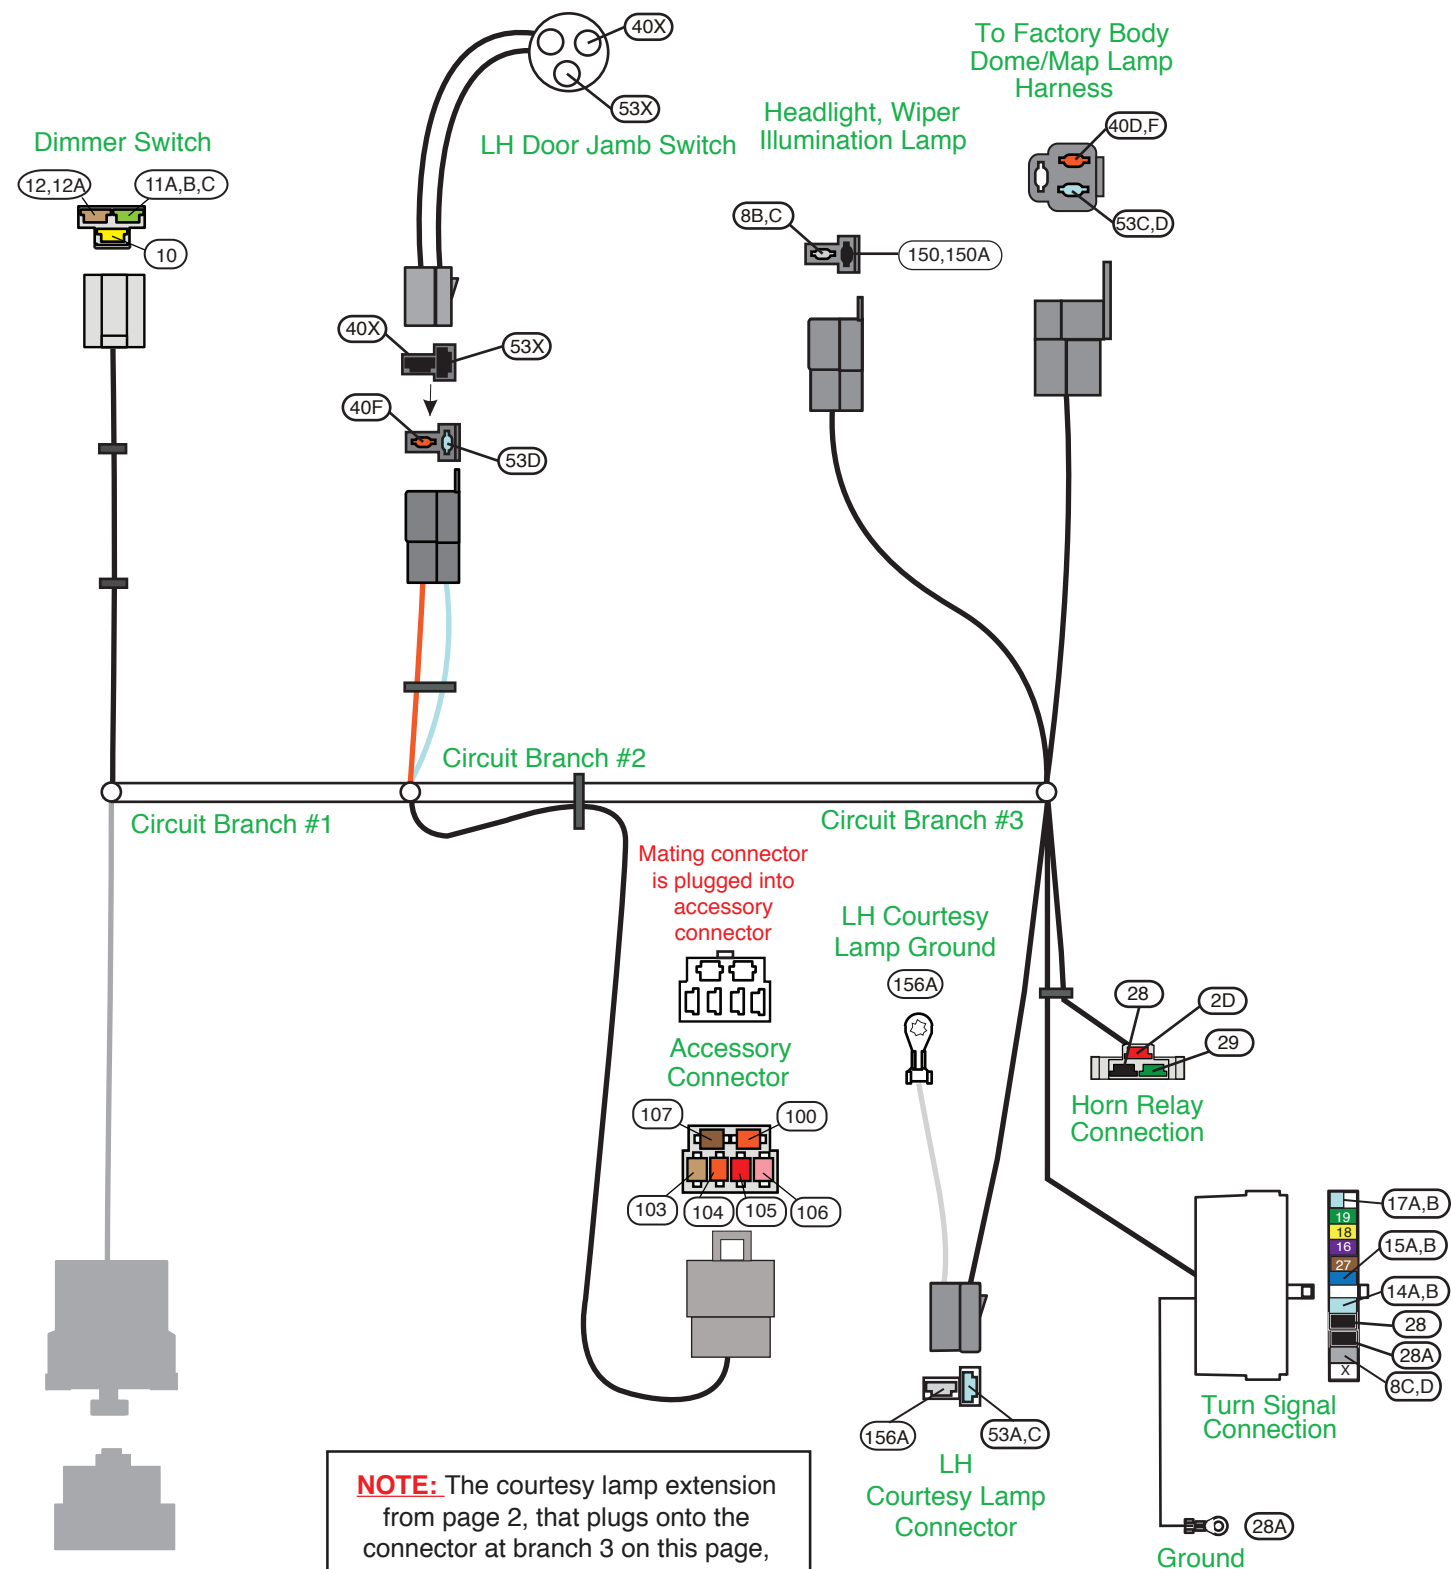 40X
53X
LH Door Jamb Switch
To Factory Body
Dome/Map Lamp
Harness
40D,F
53C,D
Headlight, Wiper
Illumination Lamp
8B,C
150,150A
Dimmer Switch
12,12A
11A,B,C
10
40X
53X
40F
53D
Circuit Branch #2
Circuit Branch #1
Circuit Branch #3
Mating connector
is plugged into
accessory
connector
LH Courtesy
Lamp Ground
156A
Accessory
Connector
107
100
103
104
105
106
28
2D
29
Horn Relay
Connection
17A,B
19
18
16
27
15A,B
14A,B
28
28A
8C,D
X
Turn Signal
Connection
156A
53A,C
LH
Courtesy Lamp
Connector
28A
Ground
NOTE: The courtesy lamp extension
from page 2, that plugs onto the
connector at branch 3 on this page,